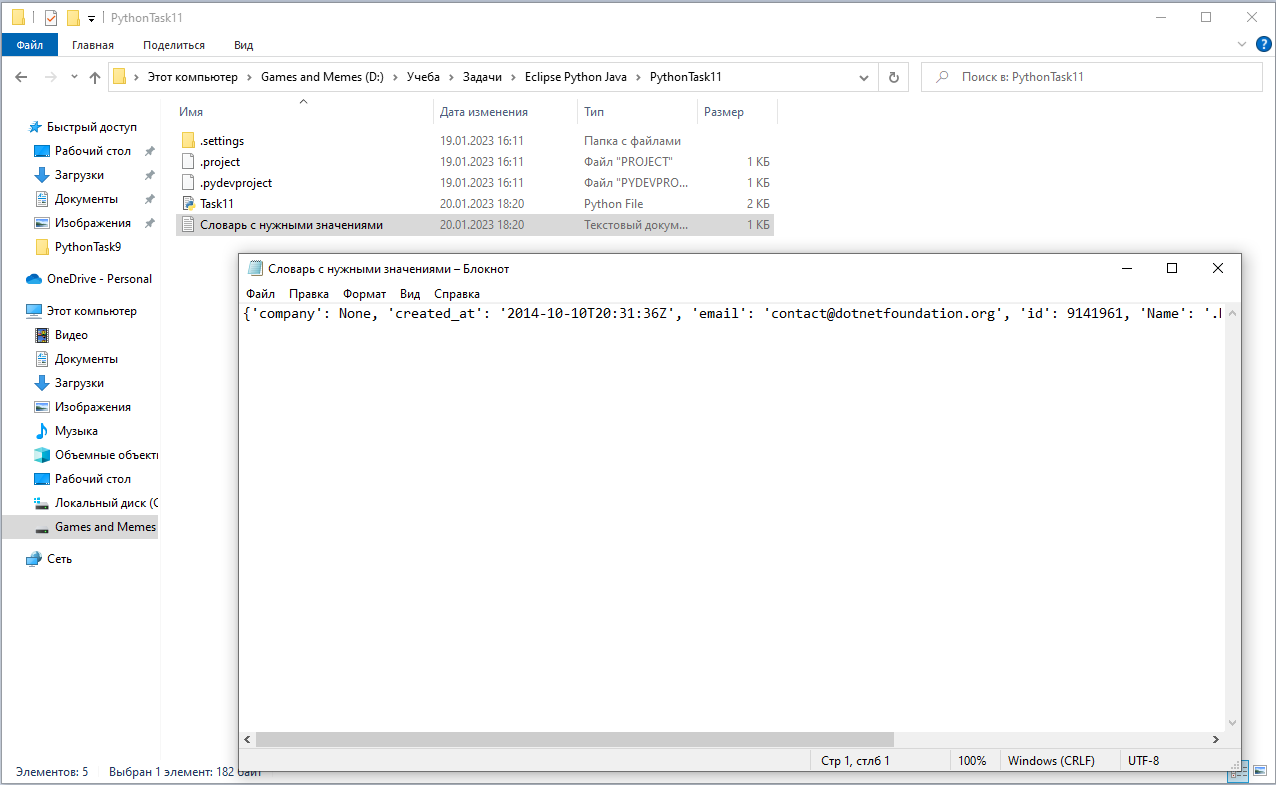 PythonTask11
Файл Главная Поделиться Вид
Этот компьютер Games and Memes (D:) Учеба Задачи Eclipse Python Java PythonTask11
Поиск в: PythonTask11
Имя Дата изменения Тип Размер
.settings 19.01.2023 16:11 Папка с файлами
.project 19.01.2023 16:11 Файл "PROJECT" 1 КБ
.pydevproject 19.01.2023 16:11 Файл "PYDEVPRO... 1 КБ
Task11 20.01.2023 18:20 Python File 2 КБ
Словарь с нужными значениями 20.01.2023 18:20 Текстовый докум... 1 КБ
Быстрый доступ
Рабочий стол
Загрузки
Документы
Изображения
PythonTask9
OneDrive - Personal
Этот компьютер
Видео
Документы
Загрузки
Изображения
Музыка
Объемные объект
Рабочий стол
Локальный диск (C
Games and Memes
Сеть
Словарь с нужными значениями – Блокнот
Файл Правка Формат Вид Справка
{'company': None, 'created_at': '2014-10-10T20:31:36Z', 'email': 'contact@dotnetfoundation.org', 'id': 9141961, 'Name': '.
Стр 1, стлб 1 100% Windows (CRLF) UTF-8
Элементов: 5 Выбран 1 элемент: 182 байт